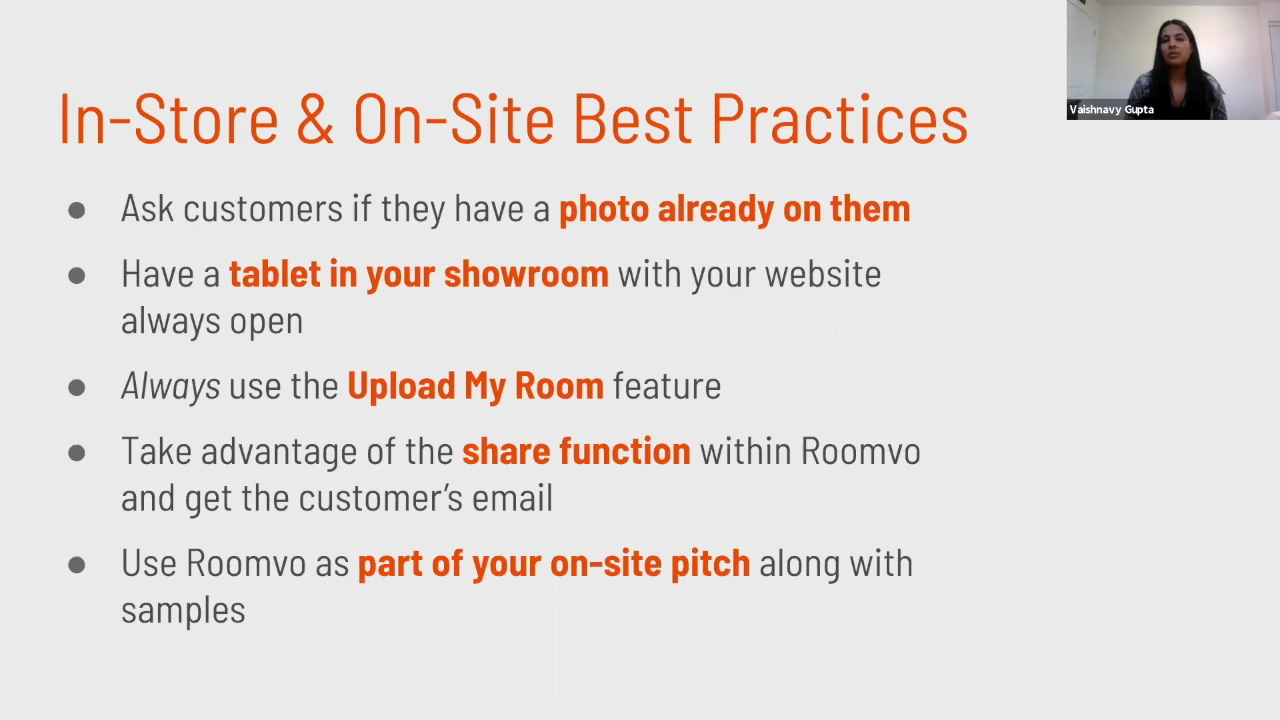 In-Store & On-Site Best Practices
Vaishnavy Gupta
● Ask customers if they have a photo already on them
● Have a tablet in your showroom with your website
always open
● Always use the Upload My Room feature
● Take advantage of the share function within Roomvo
and get the customer’s email
● Use Roomvo as part of your on-site pitch along with
samples